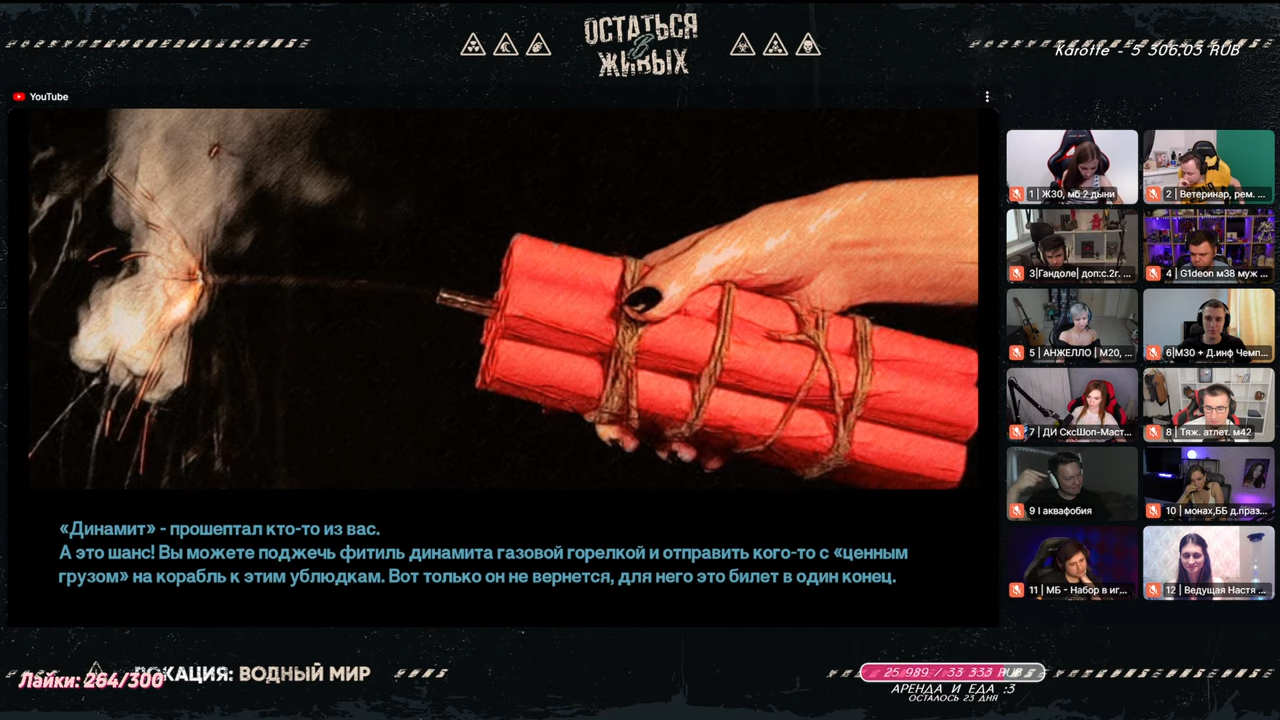 ОСТАТЬСЯ
В
ЖИВЫХ
Karotte - 5 306,03 RUB
YouTube
«Динамит» - прошептал кто-то из вас.
А это шанс! Вы можете поджечь фитиль динамита газовой горелкой и отправить кого-то с «ценным
грузом» на корабль к этим ублюдкам. Вот только он не вернется, для него это билет в один конец.
1 | Ж30, мб 2 дыни
2 | Ветеринар, рем. ...
3|Гандоле| доп:с.2г. ...
4 | G1deon м38 муж ...
5 | АНЖЕЛЛО | М20, ...
6|М30 + Д.инф Чемп...
7 | ДИ СксШоп-Маст...
8 | Тяж. атлет. м42
9 I аквафобия
10 | монах,ББ д.праз...
11 | МБ - Набор в иг...
12 | Ведущая Настя ...
ЛОКАЦИЯ: ВОДНЫЙ МИР
Лайки: 264/300
25 989 / 33 333 RUB
АРЕНДА И ЕДА :3
ОСТАЛОСЬ 23 ДНЯ